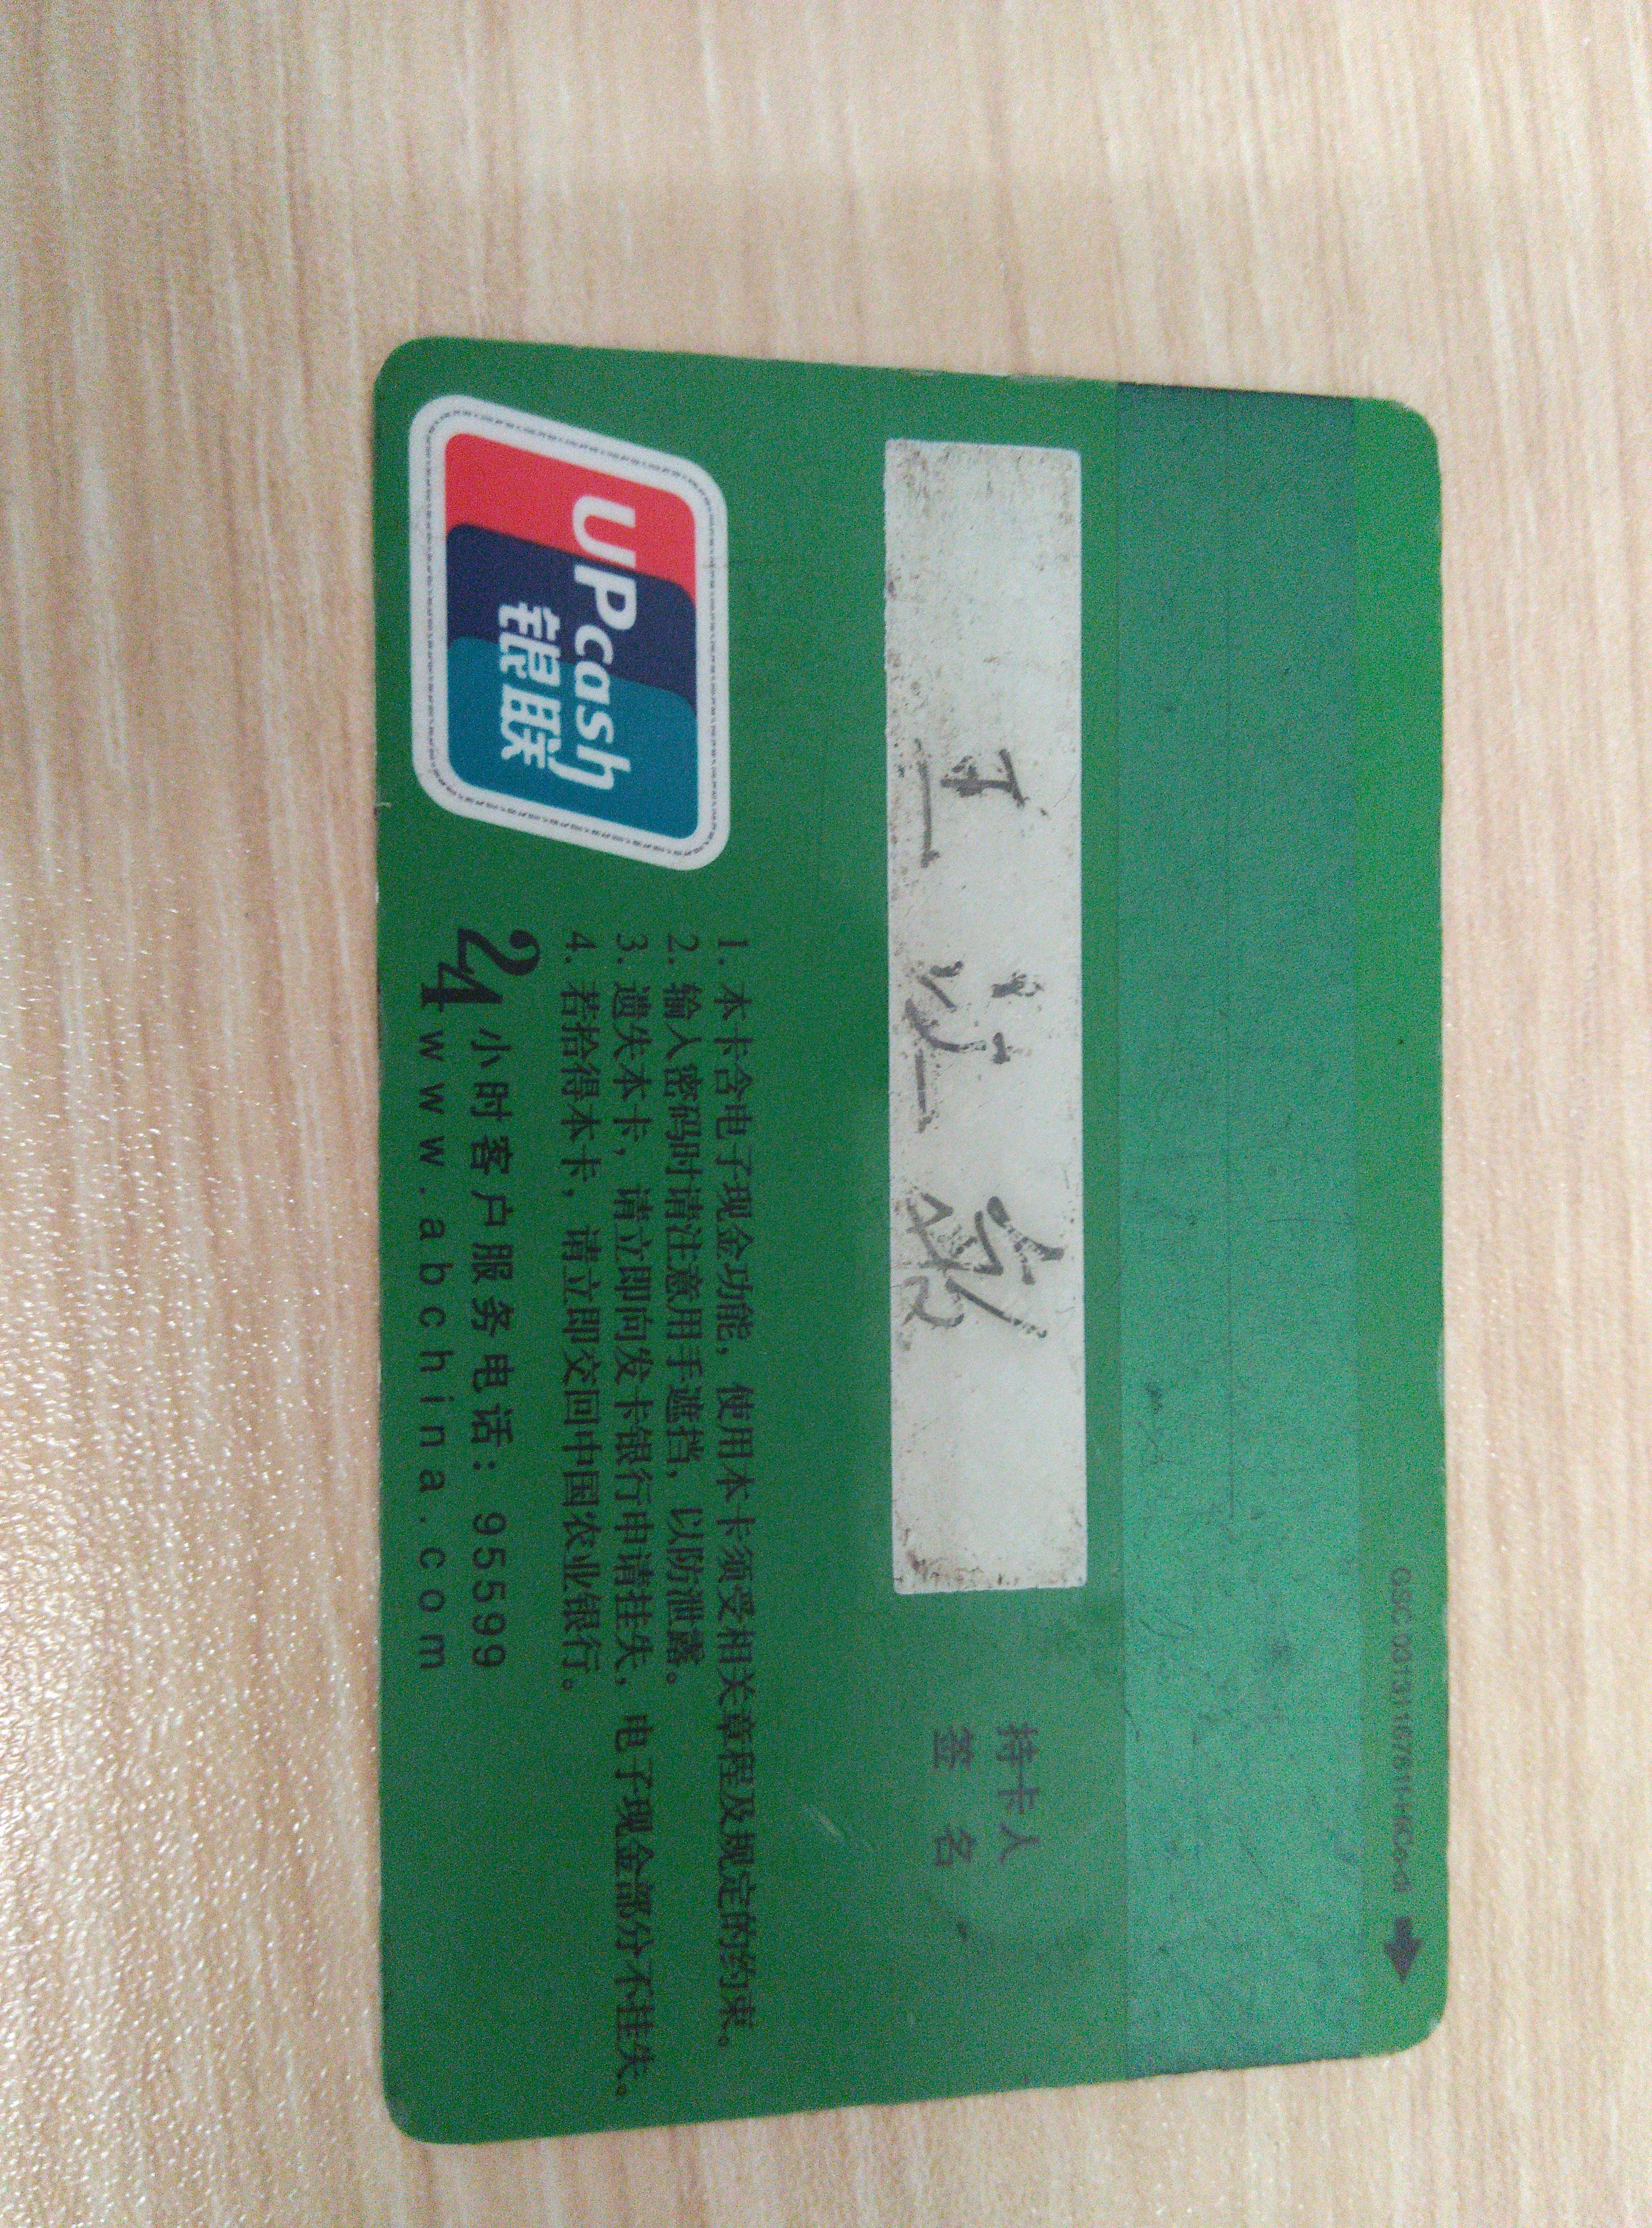 持卡人
签 名
1. 本卡含电子现金功能，使用本卡须受相关章程及规定的约束。
2. 输入密码时请注意用手遮挡，以防泄露。
3. 遗失本卡，请立即向发卡银行申请挂失，电子现金部分不挂失。
4. 若拾得本卡，请立即交回中国农业银行。
24 小时客户服务电话：95599
www.abchina.com
UPcash
银联